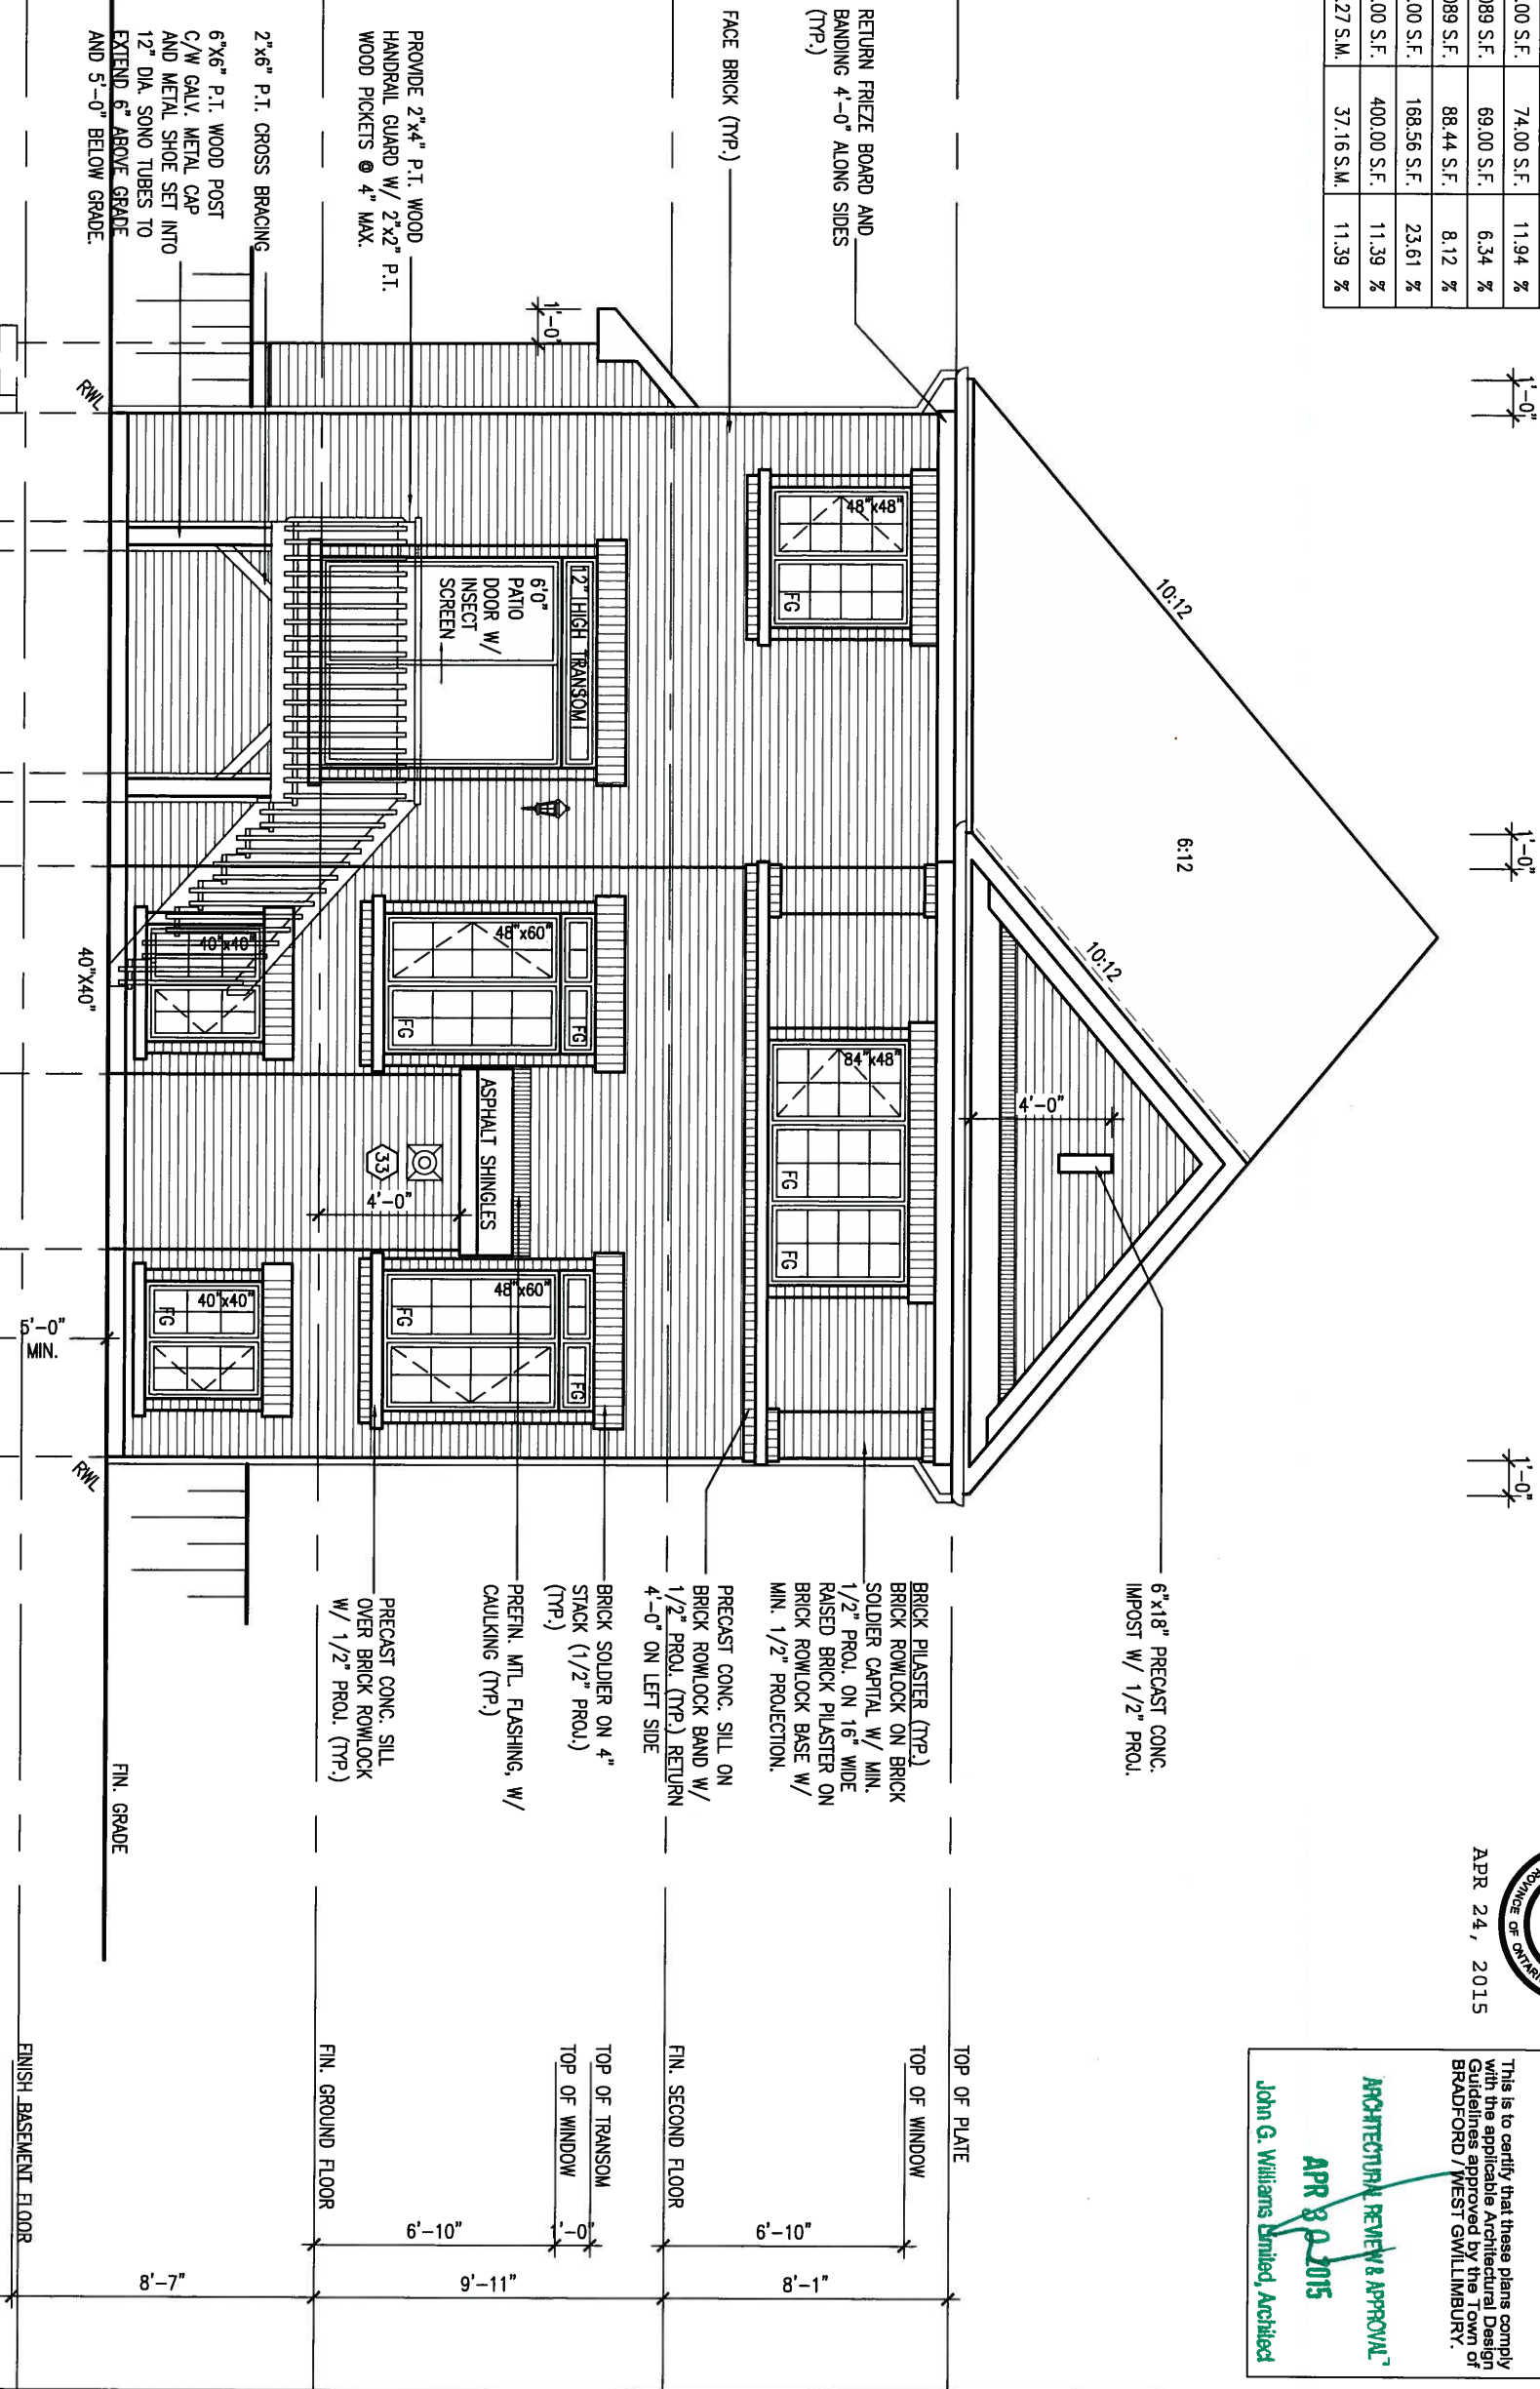 .00 S.F. 74.00 S.F. 11.94 %
089 S.F. 69.00 S.F. 6.34 %
089 S.F. 88.44 S.F. 8.12 %
.00 S.F. 168.56 S.F. 23.61 %
.00 S.F. 400.00 S.F. 11.39 %
.27 S.M. 37.16 S.M. 11.39 %
1'-0"
1'-0"
1'-0"
PROVINCE OF ONTARIO
APR 24, 2015
This is to certify that these plans comply
with the applicable Architectural Design
Guidelines approved by the Town of
BRADFORD / WEST GWILLIMBURY.
ARCHITECTURAL REVIEW & APPROVAL
APR 30 2015
John G. Williams Limited, Architect
10:12
6:12
10:12
4'-0"
6"x18" PRECAST CONC.
IMPOST W/ 1/2" PROJ.
RETURN FRIEZE BOARD AND
BANDING 4'-0" ALONG SIDES
(TYP.)
FACE BRICK (TYP.)
48"x48"
FG
84"x48"
FG
FG
BRICK PILASTER (TYP.)
BRICK ROWLOCK ON BRICK
SOLDIER CAPITAL W/ MIN.
1/2" PROJ. ON 16" WIDE
RAISED BRICK PILASTER ON
BRICK ROWLOCK BASE W/
MIN. 1/2" PROJECTION.
PRECAST CONC. SILL ON
BRICK ROWLOCK BAND W/
1/2" PROJ. (TYP.) RETURN
4'-0" ON LEFT SIDE
BRICK SOLDIER ON 4"
STACK (1/2" PROJ.)
(TYP.)
PREFIN. MTL. FLASHING, W/
CAULKING (TYP.)
PRECAST CONC. SILL
OVER BRICK ROWLOCK
W/ 1/2" PROJ. (TYP.)
1'-0"
12" HIGH TRANSOM
6'0"
PATIO
DOOR W/
INSECT
SCREEN
48"x60"
FG
FG
ASPHALT SHINGLES
33
4'-0"
48"x60"
FG
FG
PROVIDE 2"x4" P.T. WOOD
HANDRAIL GUARD W/ 2"x2" P.T.
WOOD PICKETS @ 4" MAX.
2"x6" P.T. CROSS BRACING
6"X6" P.T. WOOD POST
C/W GALV. METAL CAP
AND METAL SHOE SET INTO
12" DIA. SONO TUBES TO
EXTEND 6" ABOVE GRADE
AND 5'-0" BELOW GRADE.
40"x40"
40"x40"
FG
RWL
40"X40"
5'-0"
MIN.
RWL
FIN. GRADE
TOP OF PLATE
TOP OF WINDOW
FIN. SECOND FLOOR
TOP OF TRANSOM
TOP OF WINDOW
FIN. GROUND FLOOR
FINISH BASEMENT FLOOR
6'-10"
8'-1"
1'-0"
6'-10"
9'-11"
8'-7"